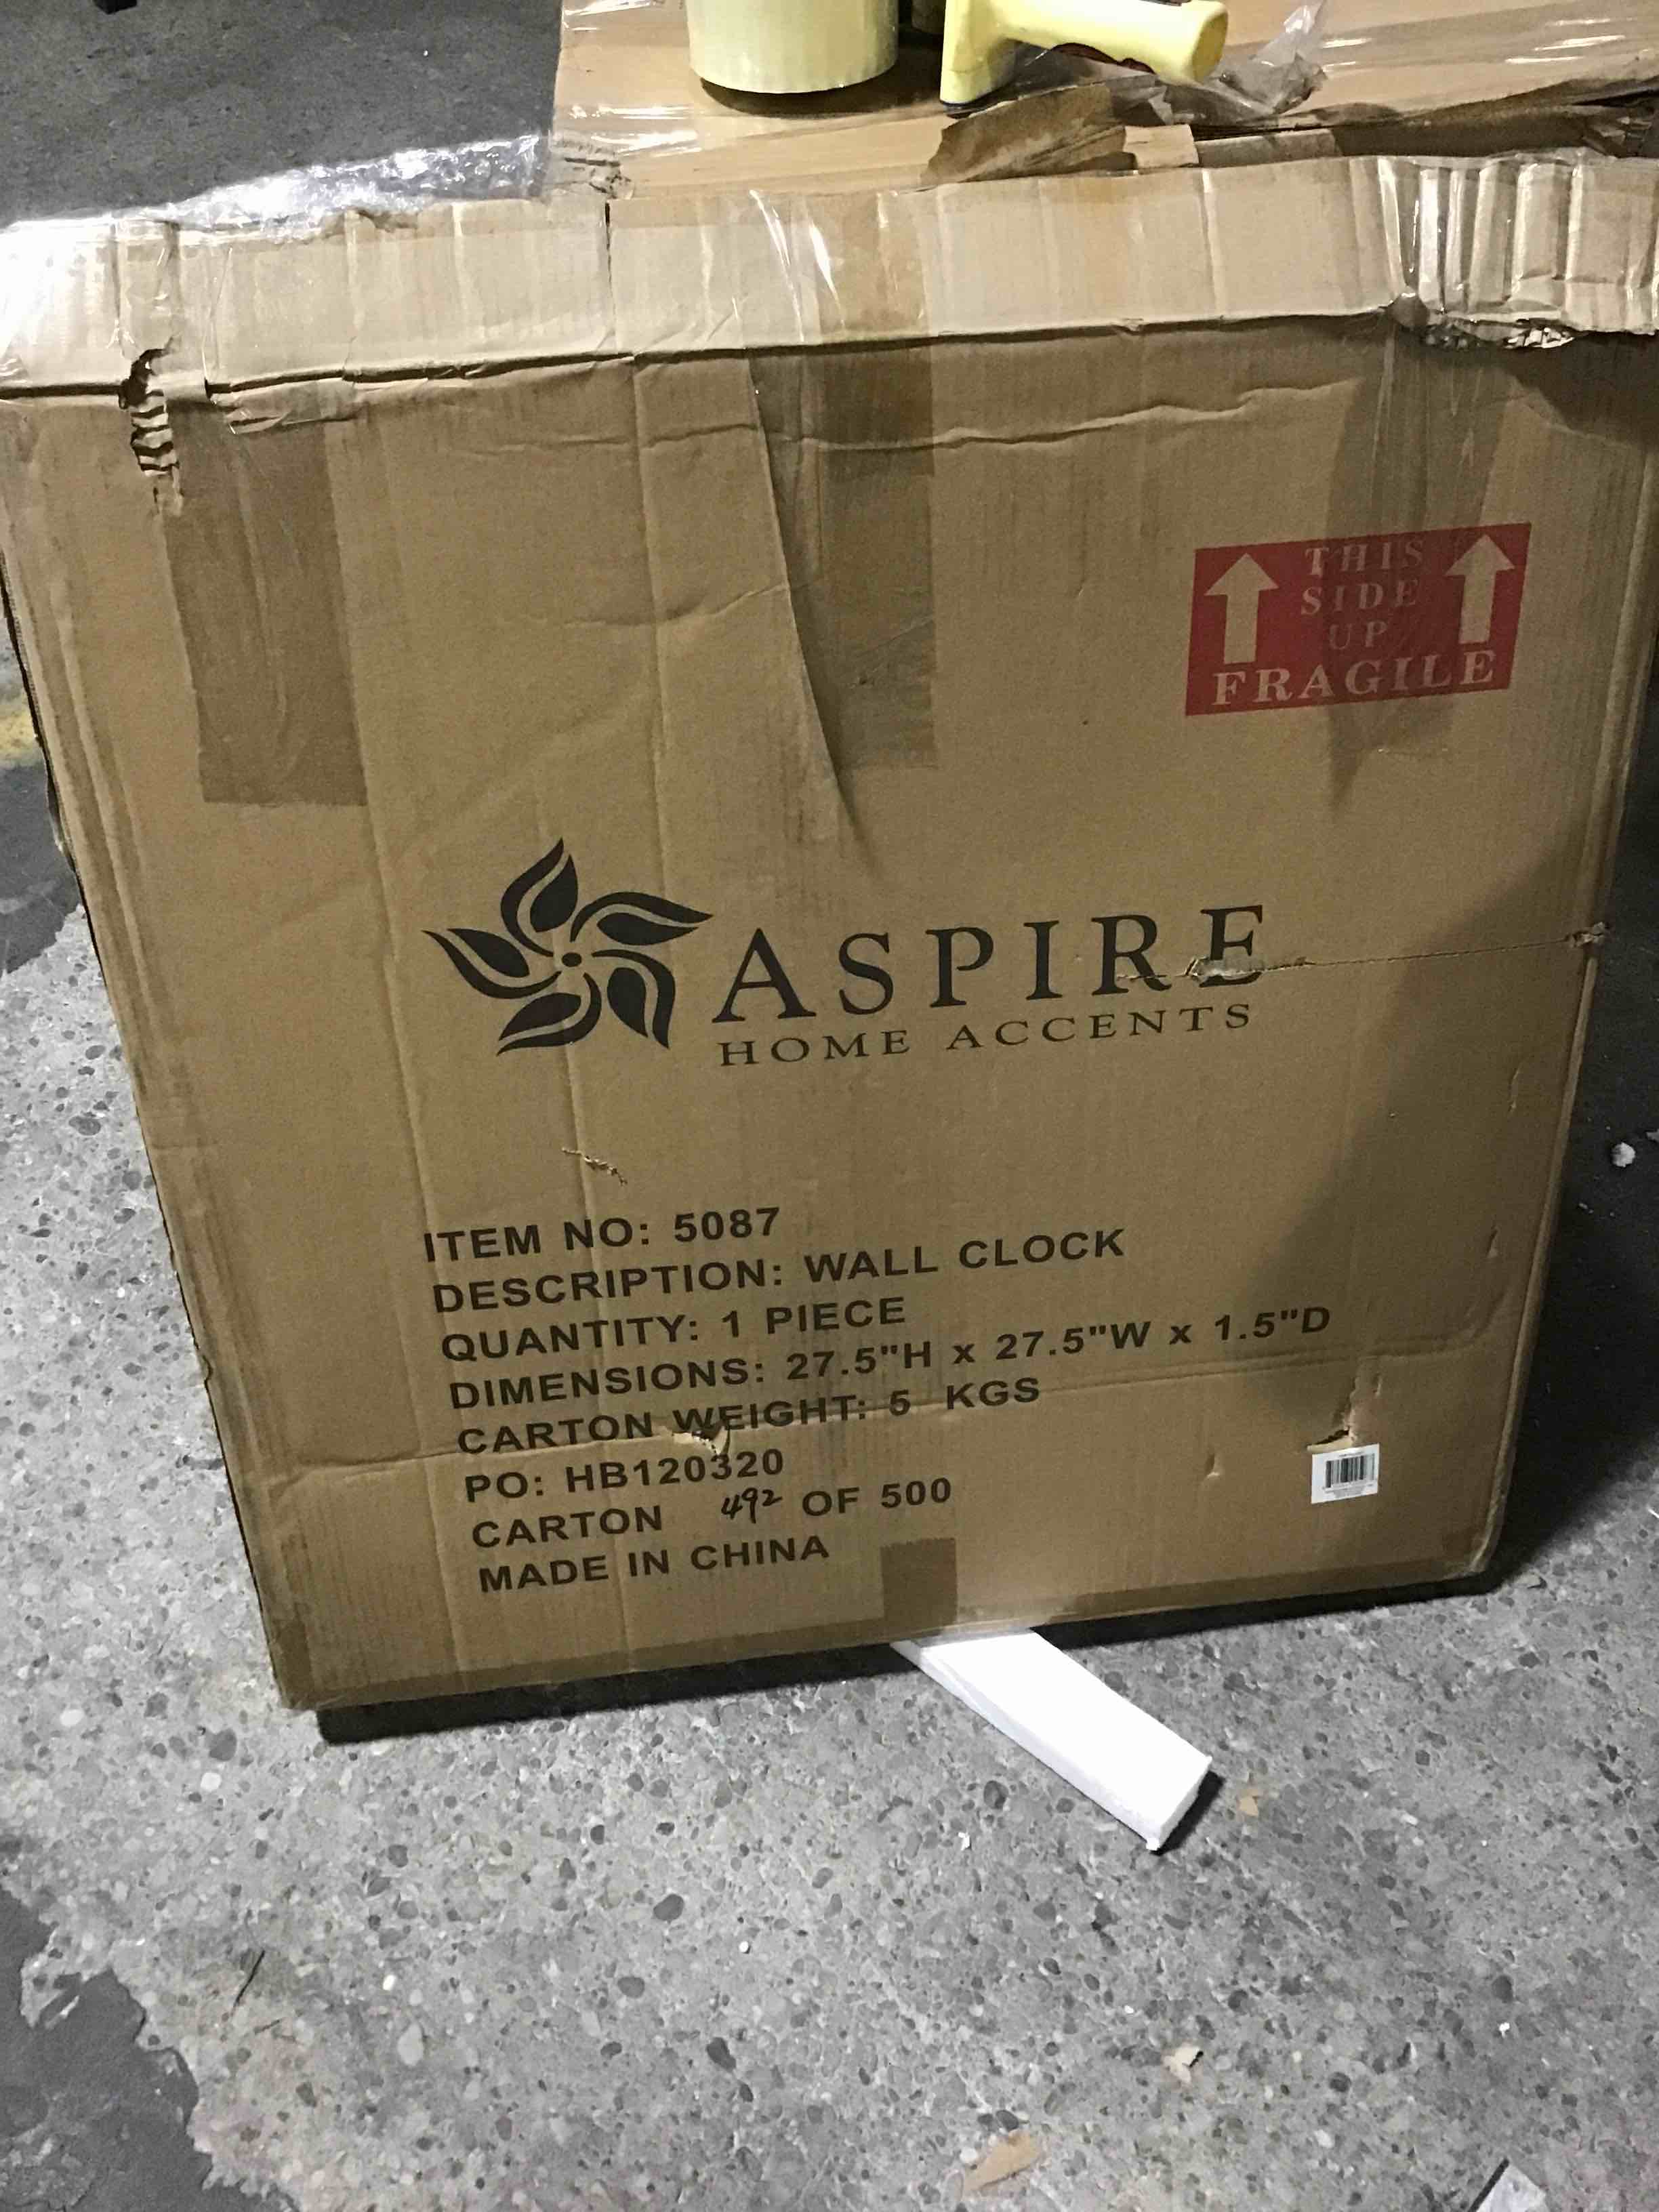 THIS
SIDE
UP
FRAGILE
ASPIRE
HOME ACCENTS
ITEM NO: 5087
DESCRIPTION: WALL CLOCK
QUANTITY: 1 PIECE
DIMENSIONS: 27.5"H x 27.5"W x 1.5"D
CARTON WEIGHT: 5 KGS
PO: HB120320
CARTON 492 OF 500
MADE IN CHINA